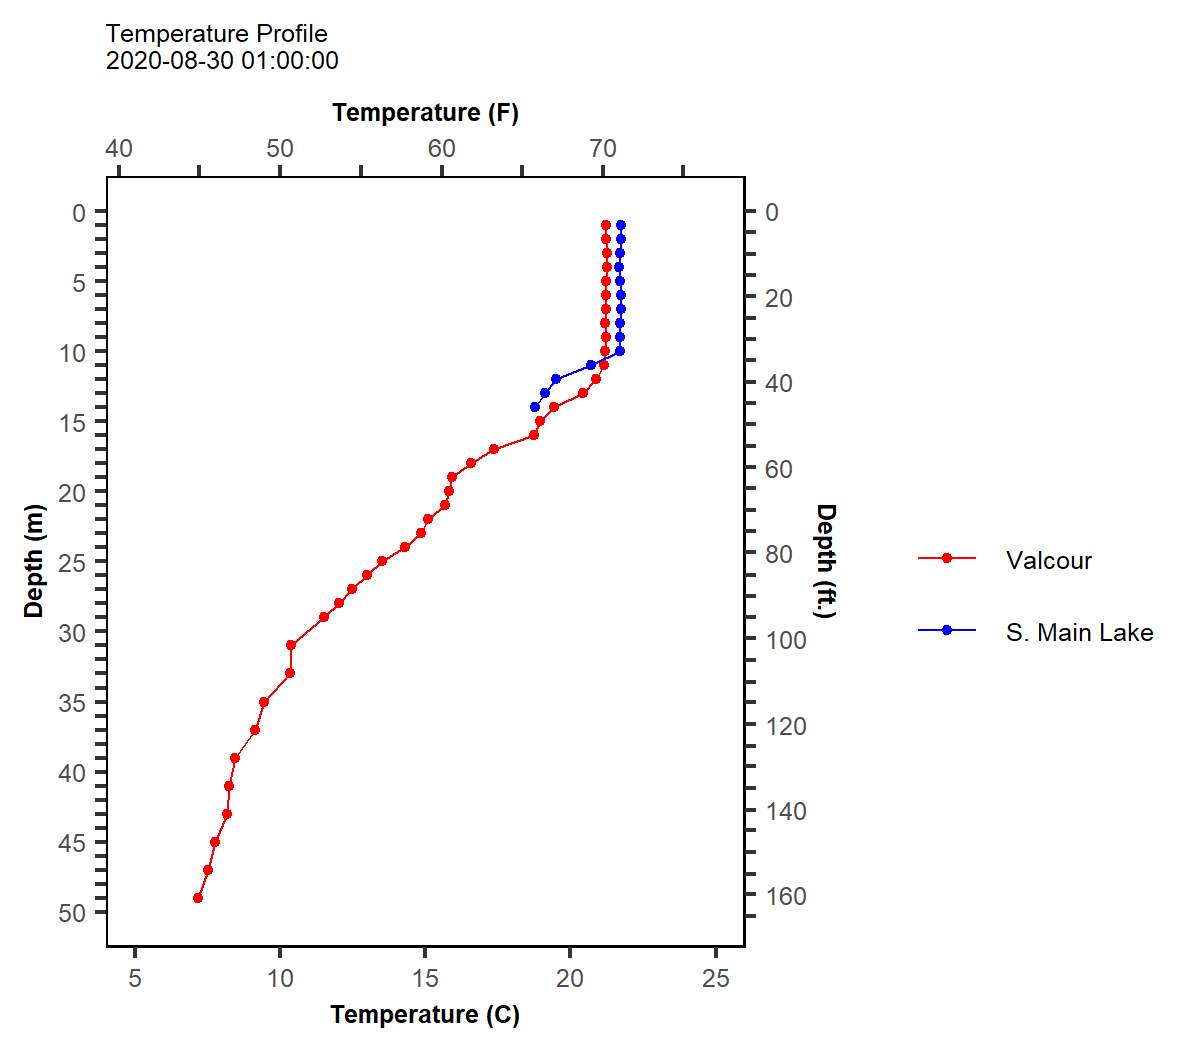 Temperature Profile
2020-08-30 01:00:00
Temperature (F)
40 50 60 70
0
5
10
15
20
25
30
35
40
45
50
Depth (m)
0
20
40
60
80
100
120
140
160
Depth (ft.)
Valcour
S. Main Lake
5 10 15 20 25
Temperature (C)